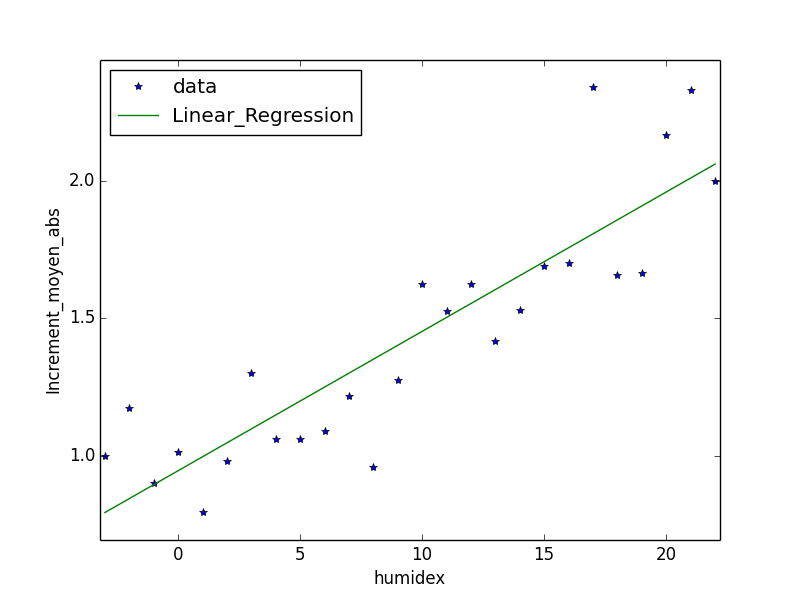 data
Linear_Regression
2.0
1.5
1.0
Increment_moyen_abs
0 5 10 15 20
humidex